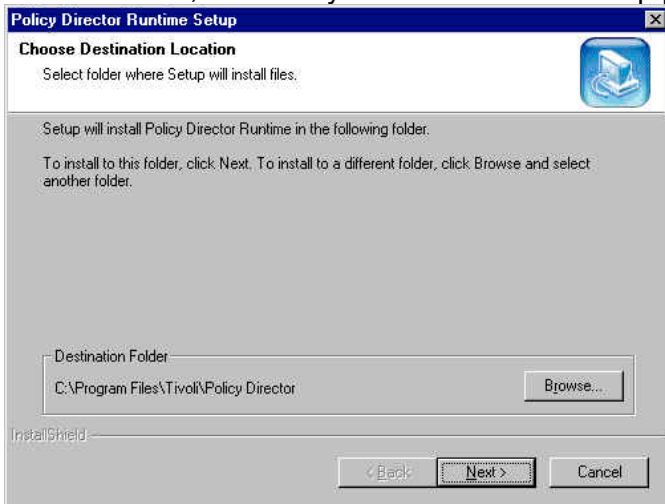 Policy Director Runtime Setup
Choose Destination Location
Select folder where Setup will install files.
Setup will install Policy Director Runtime in the following folder.
To install to this folder, click Next. To install to a different folder, click Browse and select
another folder.
Destination Folder
C:\Program Files\Tivoli\Policy Director
Browse...
InstallShield
< Back
Next >
Cancel